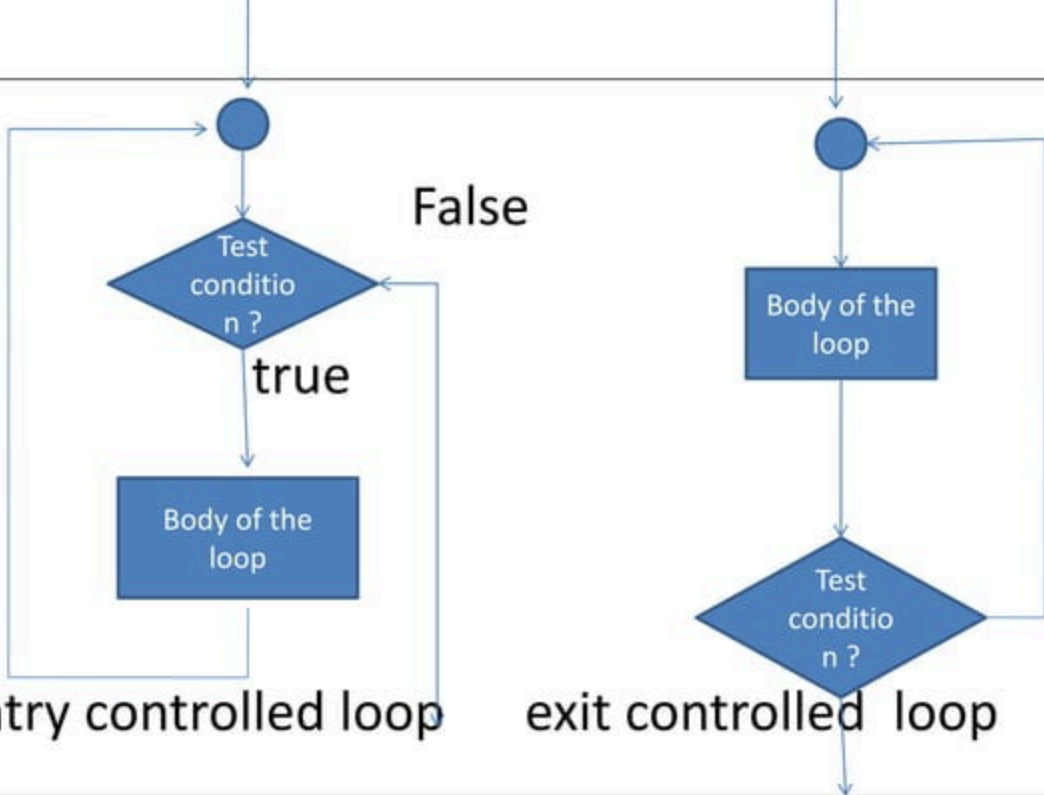 False
Test
conditio
n ?
true
Body of the
loop
try controlled loop
Body of the
loop
Test
conditio
n ?
exit controlled loop